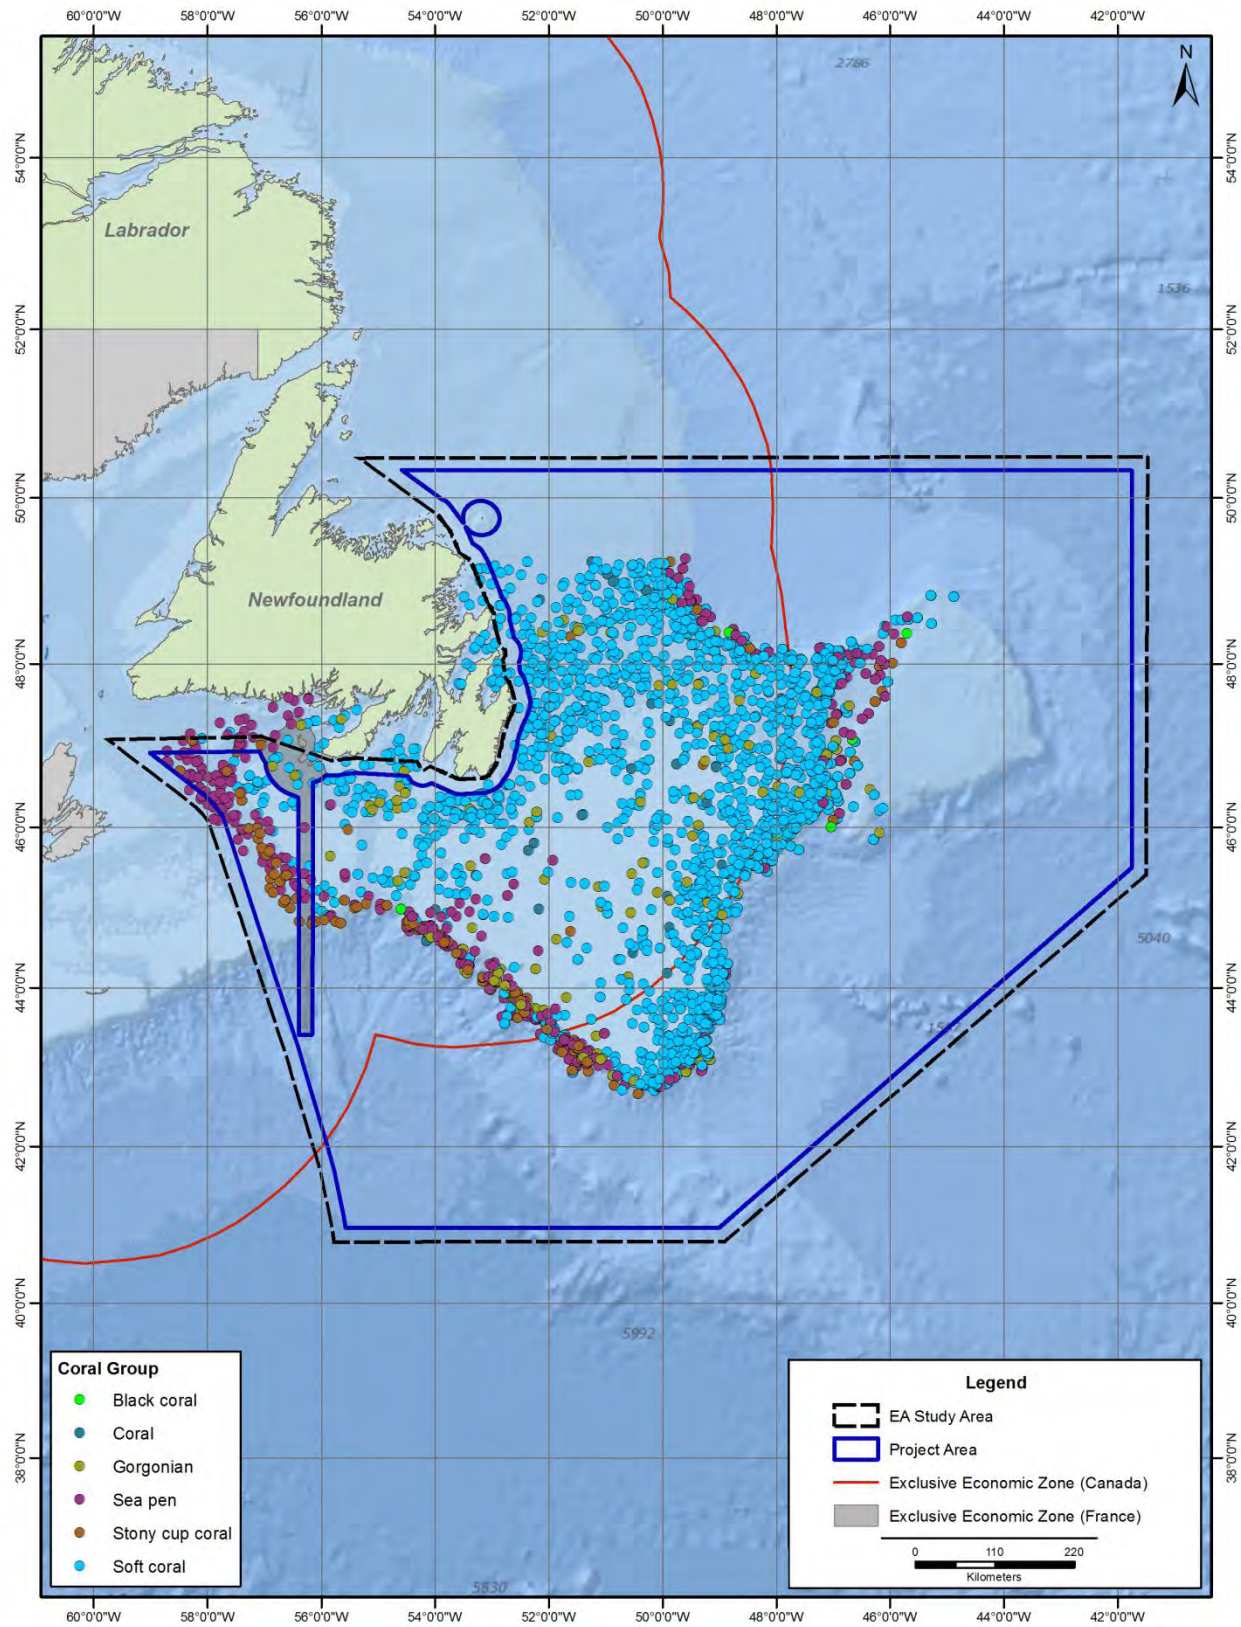 60°0'0"W 58°0'0"W 56°0'0"W 54°0'0"W 52°0'0"W 50°0'0"W 48°0'0"W 46°0'0"W 44°0'0"W 42°0'0"W
N
2786
54°0'0"N 54°0'0"N
Labrador
1536
52°0'0"N 52°0'0"N
50°0'0"N 50°0'0"N
Newfoundland
48°0'0"N 48°0'0"N
46°0'0"N 46°0'0"N
5040
44°0'0"N 44°0'0"N
42°0'0"N 42°0'0"N
40°0'0"N 40°0'0"N
5992
38°0'0"N 38°0'0"N
Coral Group
Black coral
Coral
Gorgonian
Sea pen
Stony cup coral
Soft coral
Legend
EA Study Area
Project Area
Exclusive Economic Zone (Canada)
Exclusive Economic Zone (France)
0 110 220
Kilometers
5830
60°0'0"W 58°0'0"W 56°0'0"W 54°0'0"W 52°0'0"W 50°0'0"W 48°0'0"W 46°0'0"W 44°0'0"W 42°0'0"W